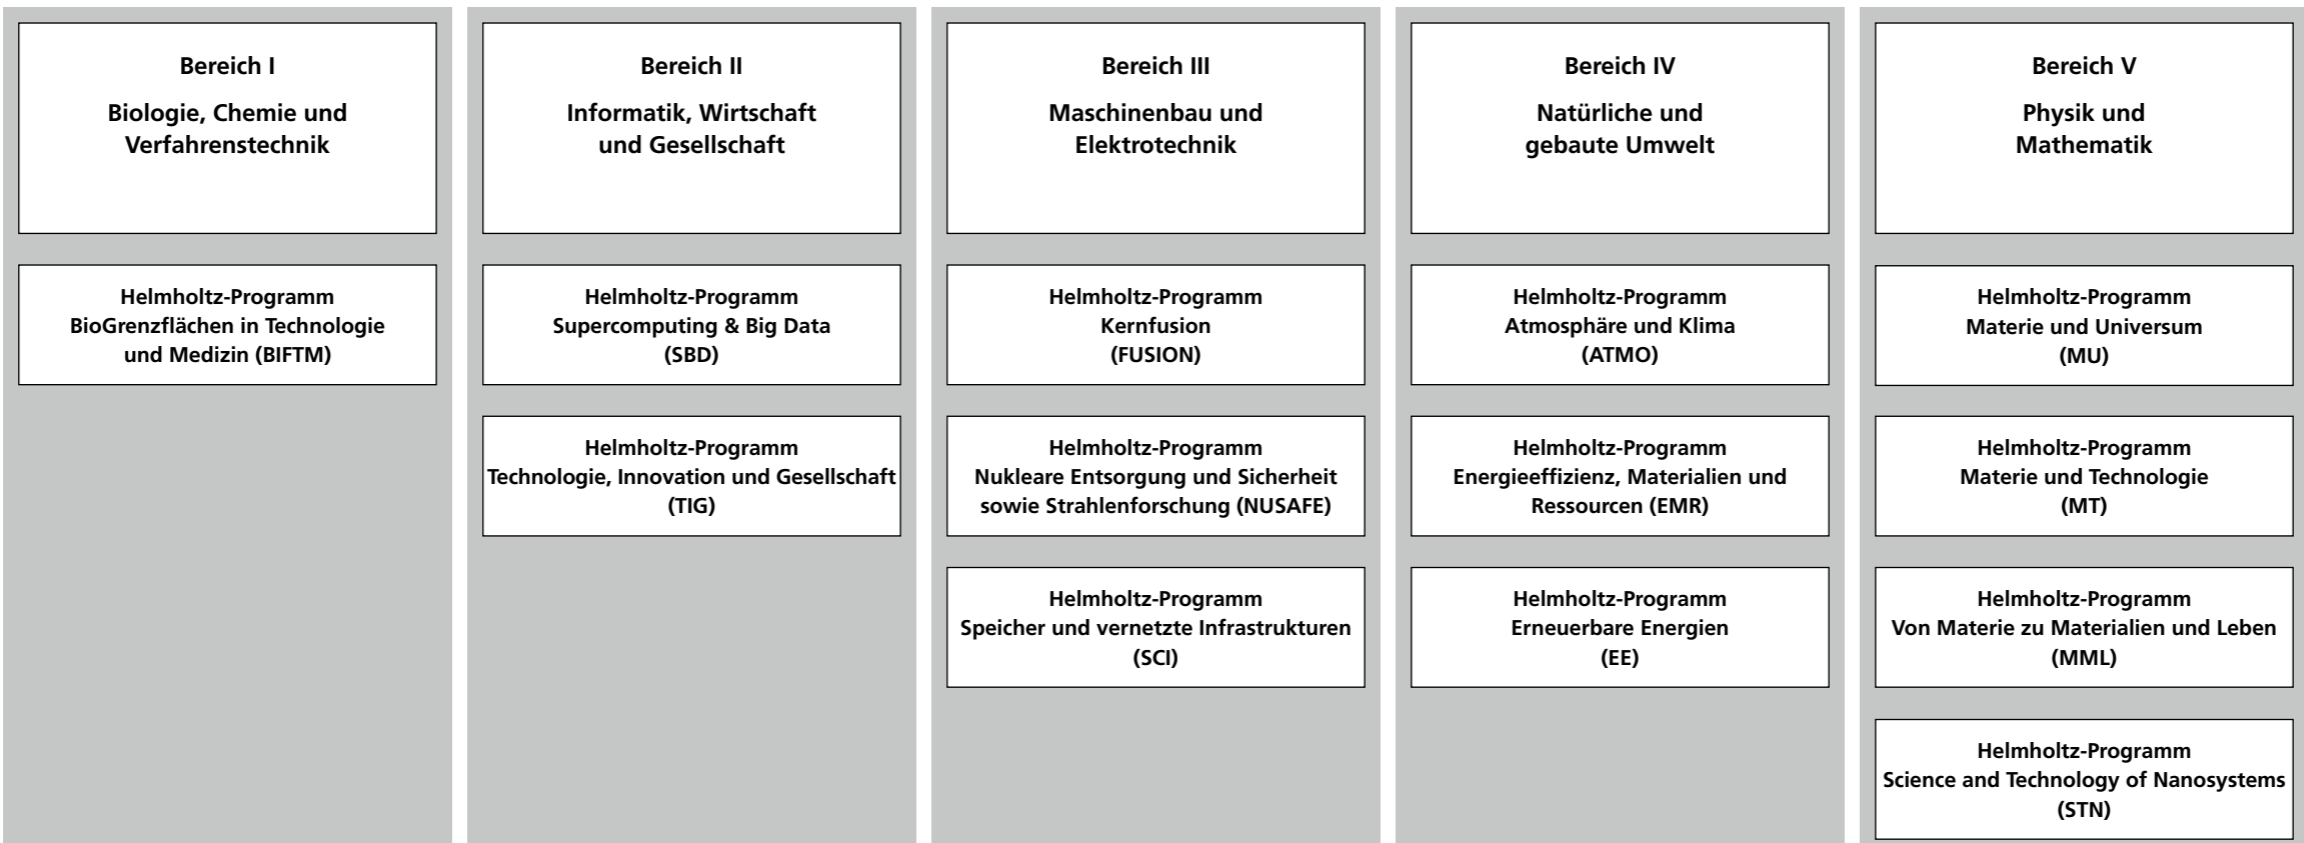 Bereich I
Biologie, Chemie und
Verfahrenstechnik
Helmholtz-Programm
BioGrenzflächen in Technologie
und Medizin (BIFTM)
Bereich II
Informatik, Wirtschaft
und Gesellschaft
Helmholtz-Programm
Supercomputing & Big Data
(SBD)
Helmholtz-Programm
Technologie, Innovation und Gesellschaft
(TIG)
Bereich III
Maschinenbau und
Elektrotechnik
Helmholtz-Programm
Kernfusion
(FUSION)
Helmholtz-Programm
Nukleare Entsorgung und Sicherheit
sowie Strahlenforschung (NUSAFE)
Helmholtz-Programm
Speicher und vernetzte Infrastrukturen
(SCI)
Bereich IV
Natürliche und
gebaute Umwelt
Helmholtz-Programm
Atmosphäre und Klima
(ATMO)
Helmholtz-Programm
Energieeffizienz, Materialien und
Ressourcen (EMR)
Helmholtz-Programm
Erneuerbare Energien
(EE)
Bereich V
Physik und
Mathematik
Helmholtz-Programm
Materie und Universum
(MU)
Helmholtz-Programm
Materie und Technologie
(MT)
Helmholtz-Programm
Von Materie zu Materialien und Leben
(MML)
Helmholtz-Programm
Science and Technology of Nanosystems
(STN)